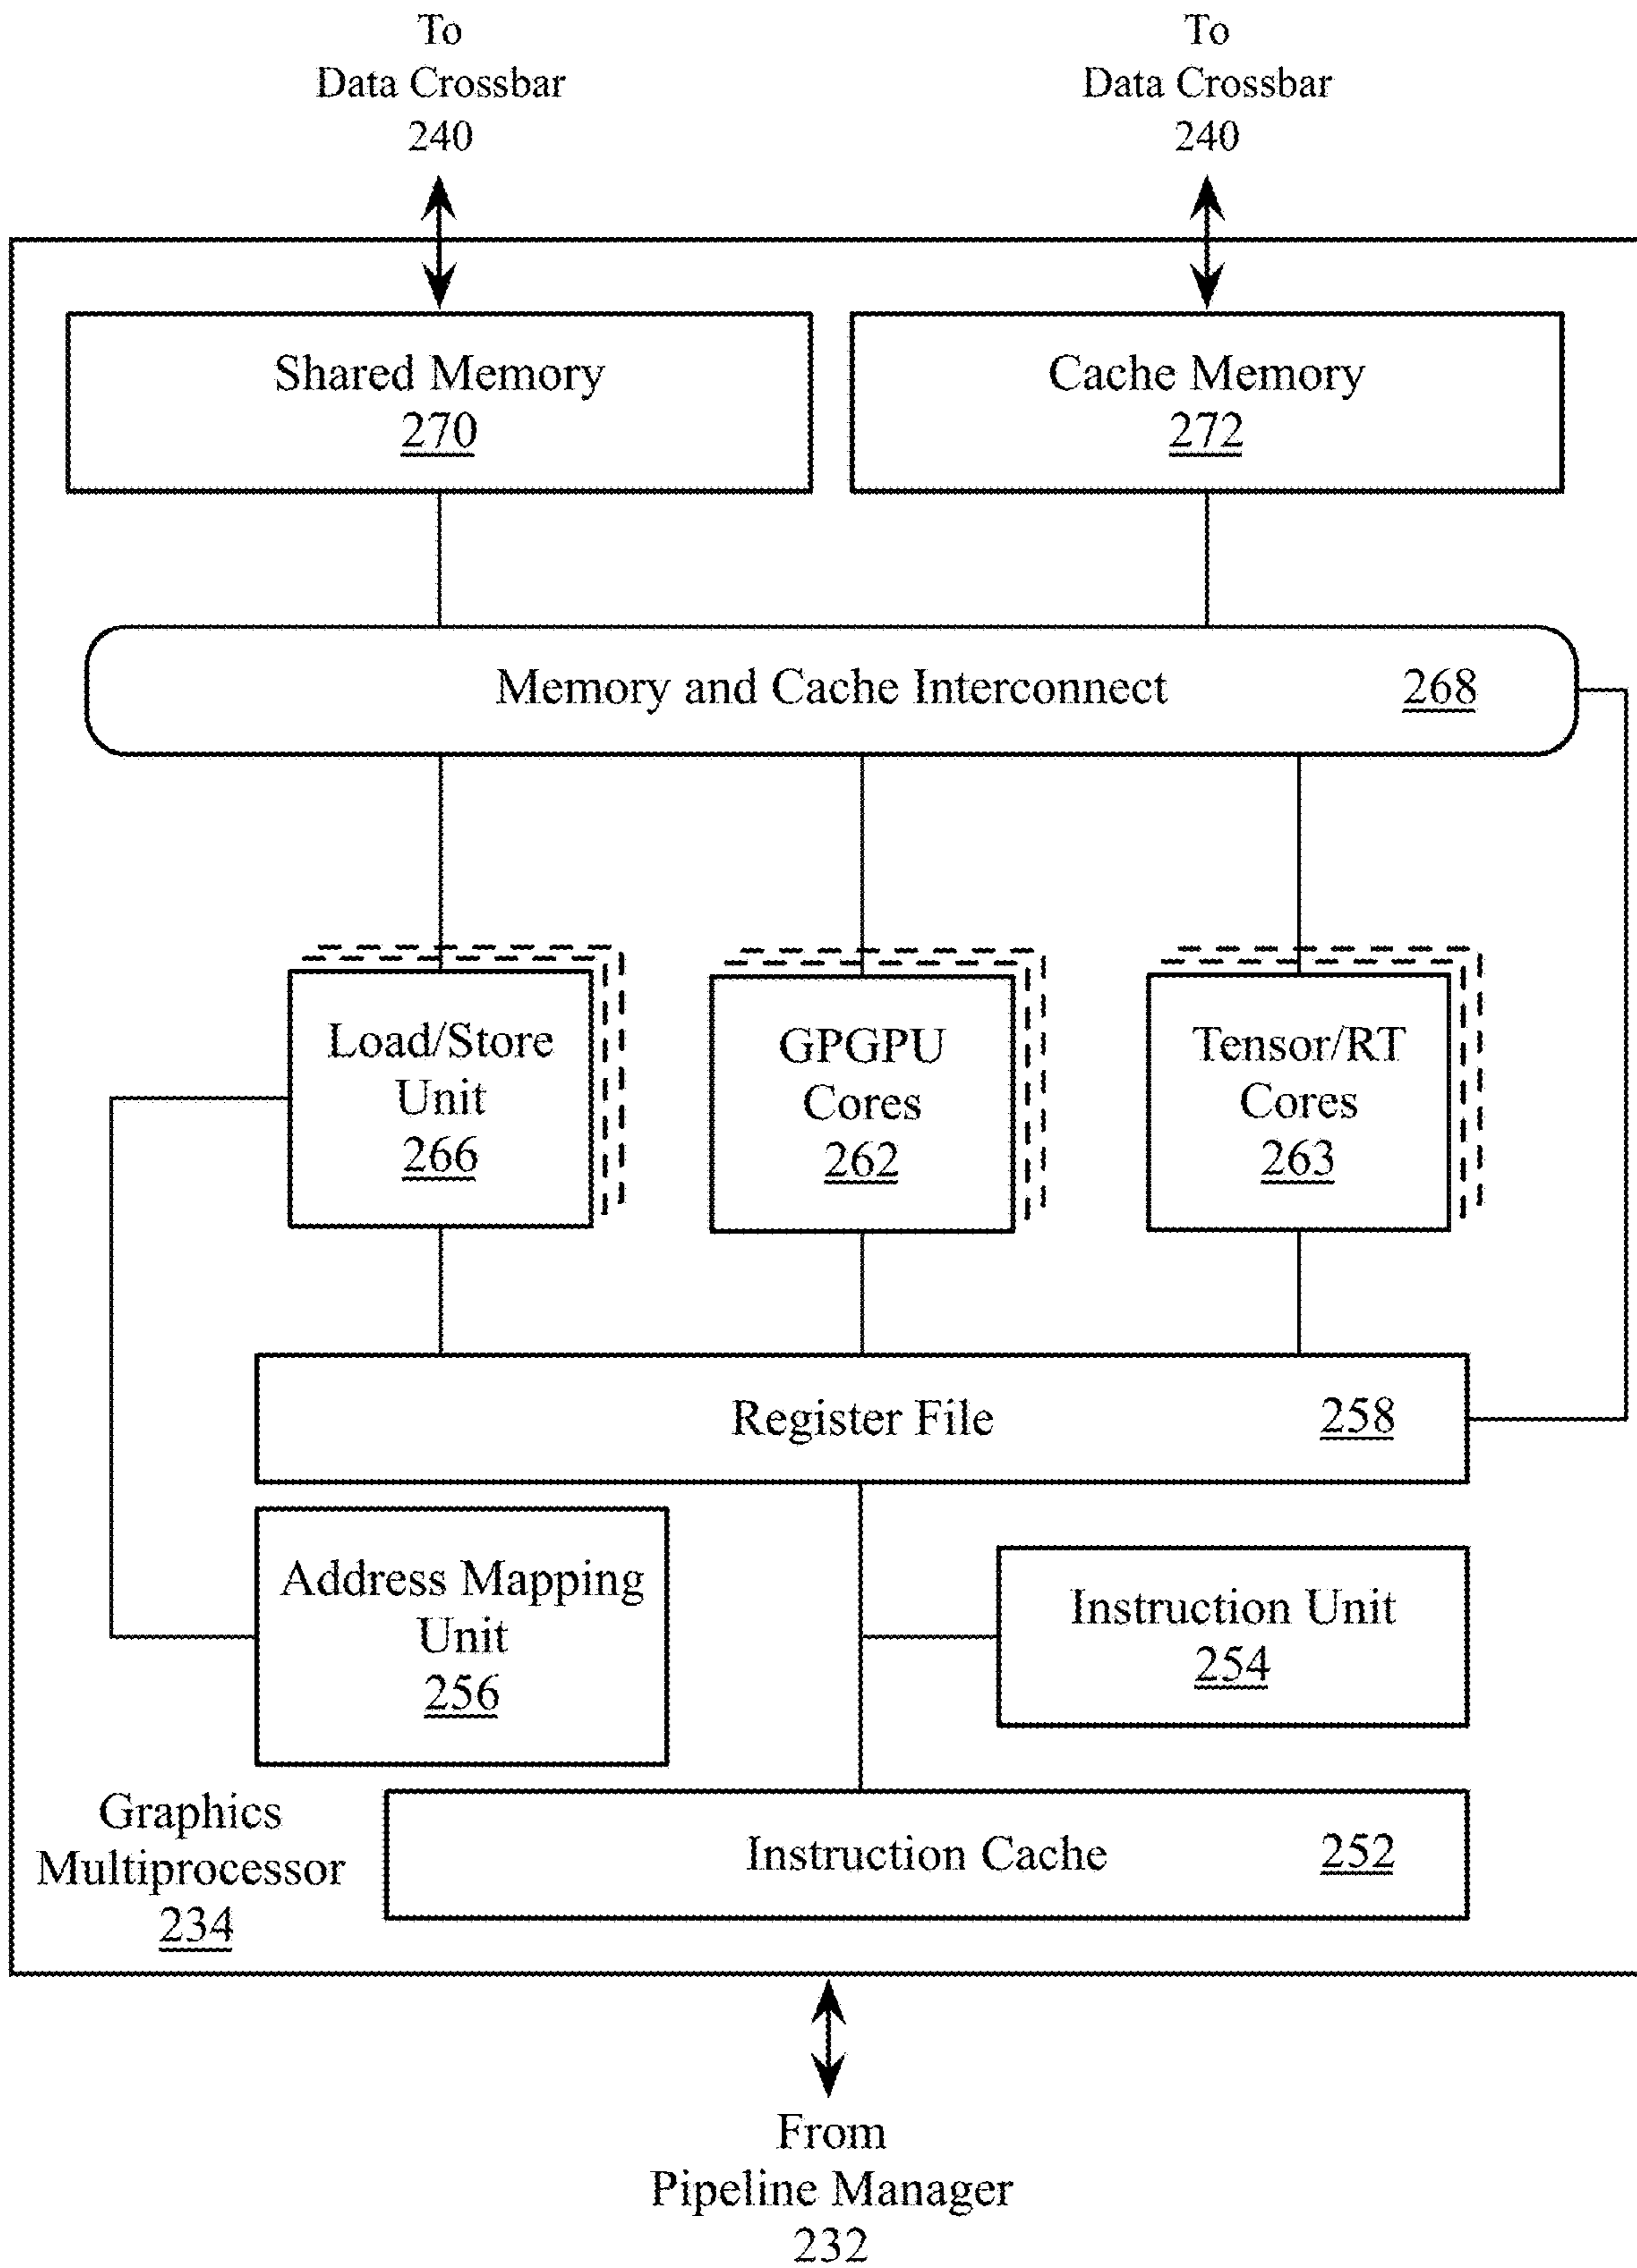 To
Data Crossbar
240
To
Data Crossbar
240
Shared Memory
270
Cache Memory
272
Memory and Cache Interconnect 268
Load/Store
Unit
266
GPGPU
Cores
262
Tensor/RT
Cores
263
Register File 258
Address Mapping
Unit
256
Instruction Unit
254
Graphics
Multiprocessor
234
Instruction Cache 252
From
Pipeline Manager
232